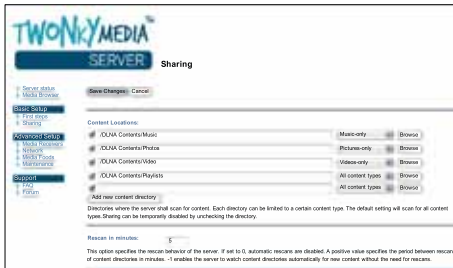 TWONKYMEDIA™
SERVER
Sharing
Server status
Media Browser
Save Changes Cancel
Basic Setup
First steps
Sharing
Content Locations:
Advanced Setup
Media Receivers
Network
Media Feeds
Maintenance
/DLNA Contents/Music Music-only Browse
/DLNA Contents/Photos Pictures-only Browse
/DLNA Contents/Video Videos-only Browse
/DLNA Contents/Playlists All content types Browse
All content types Browse
Support
FAQ
Forum
Add new content directory
Directories where the server shall scan for content. Each directory can be limited to a certain content type. The default setting will scan for all content
types.Sharing can be temporarily disabled by unchecking the directory.
Rescan in minutes: 5
This option specifies the rescan behavior of the server. If set to 0, automatic rescans are disabled. A positive value specifies the period between rescan
of content directories in minutes. -1 enables the server to watch content directories automatically for new content without the need for rescans.